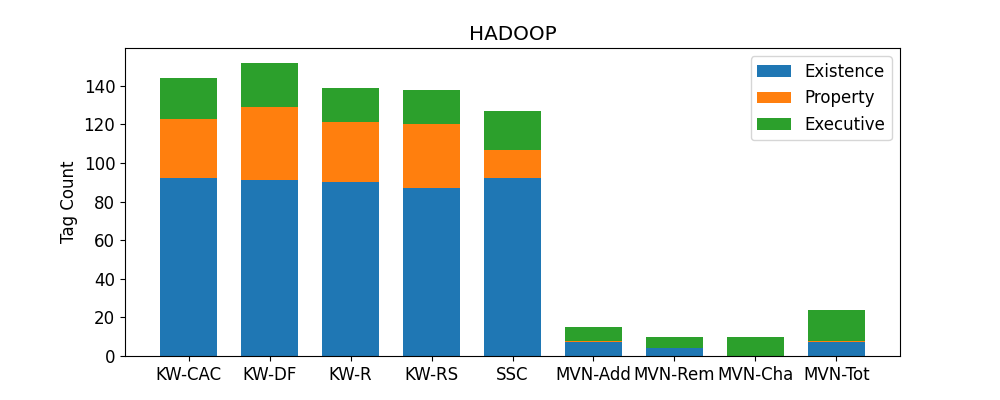 HADOOP
Tag Count
140
120
100
80
60
40
20
0
Existence
Property
Executive
KW-CAC KW-DF KW-R KW-RS SSC MVN-Add MVN-Rem MVN-Cha MVN-Tot